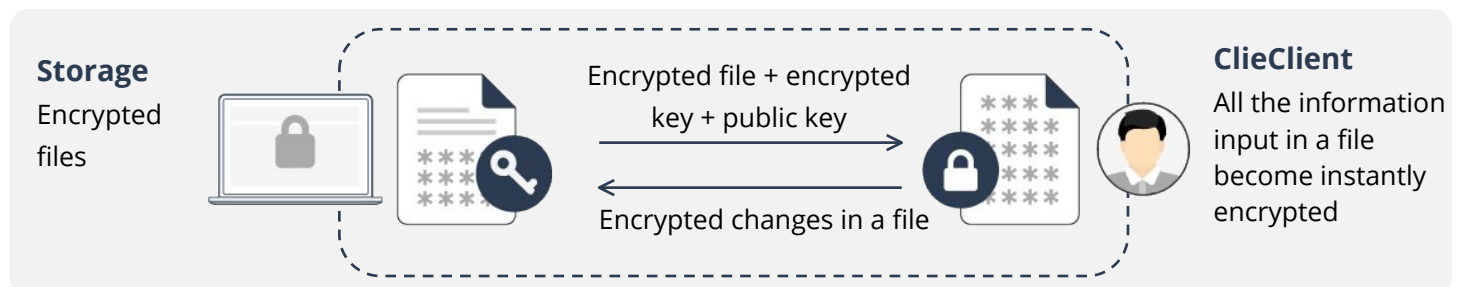 Storage
Encrypted
files
Encrypted file + encrypted
key + public key
Encrypted changes in a file
ClieClient
All the information
input in a file
become instantly
encrypted